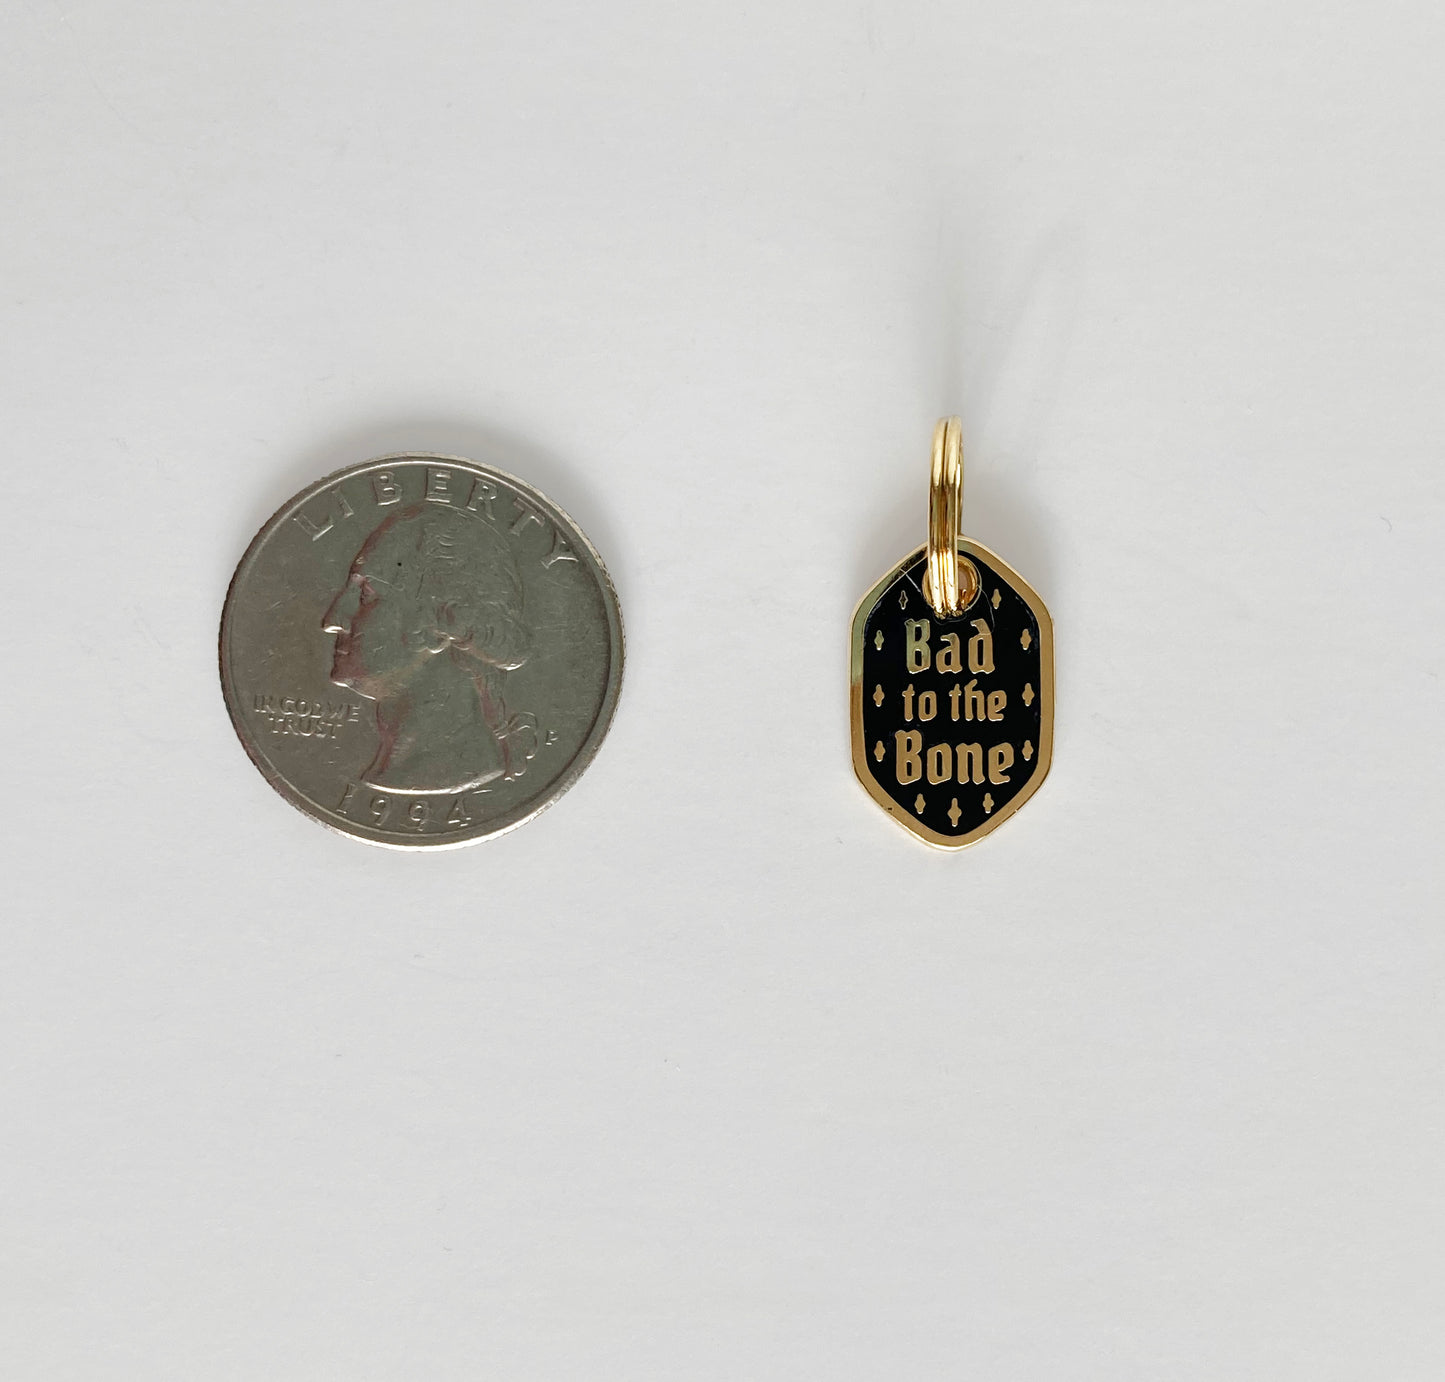 LIBERTY
IN GOD WE
TRUST
P
1994
Bad
to the
Bone